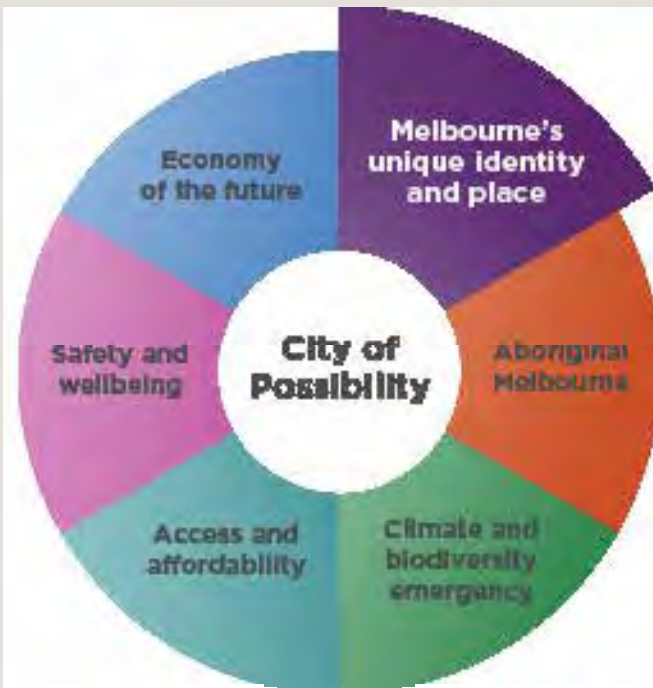 Melbourne's
unique identity
and place
Aboriginal
Melbourne
Climate and
biodiversity
emergency
Access and
affordability
Safety and
wellbeing
Economy
of the future
City of
Possibility